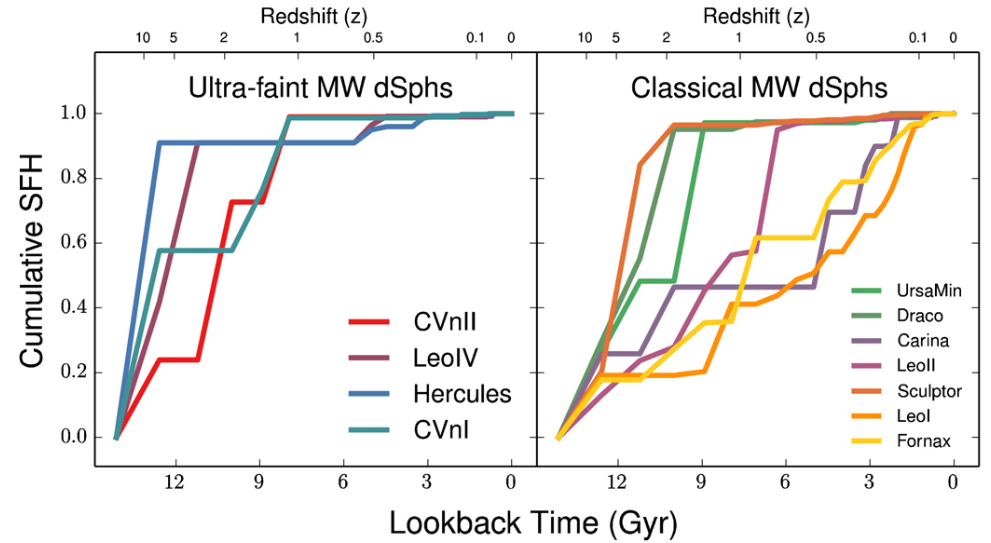 Redshift (z) Redshift (z)
10 5 2 1 0.5 0.1 0 10 5 2 1 0.5 0.1 0
Ultra-faint MW dSphs Classical MW dSphs
Cumulative SFH
1.0
0.8
0.6
0.4
0.2
0.0
CVnII
LeoIV
Hercules
CVnI
UrsaMin
Draco
Carina
LeoII
Sculptor
LeoI
Fornax
12 9 6 3 0 12 9 6 3 0
Lookback Time (Gyr)